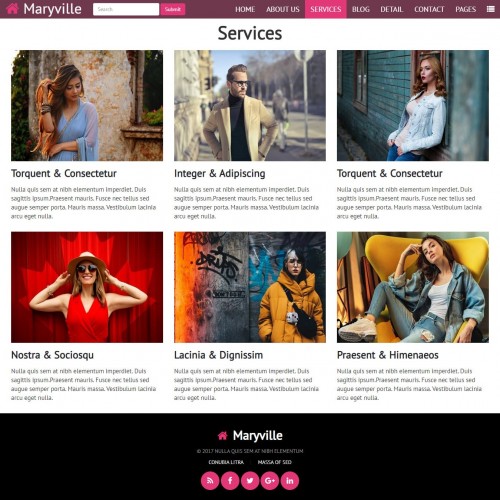 Maryville
Search
Submit
HOME
ABOUT US
SERVICES
BLOG
DETAIL
CONTACT
PAGES
Services
Torquent & Consectetur
Nulla quis sem at nibh elementum imperdiet. Duis
sagittis ipsum.Praesent mauris. Fusce nec tellus sed
augue semper porta. Mauris massa. Vestibulum lacinia
arcu eget nulla.
Integer & Adipiscing
Nulla quis sem at nibh elementum imperdiet. Duis
sagittis ipsum.Praesent mauris. Fusce nec tellus sed
augue semper porta. Mauris massa. Vestibulum lacinia
arcu eget nulla.
Torquent & Consectetur
Nulla quis sem at nibh elementum imperdiet. Duis
sagittis ipsum.Praesent mauris. Fusce nec tellus sed
augue semper porta. Mauris massa. Vestibulum lacinia
arcu eget nulla.
Nostra & Sociosqu
Nulla quis sem at nibh elementum imperdiet. Duis
sagittis ipsum.Praesent mauris. Fusce nec tellus sed
augue semper porta. Mauris massa. Vestibulum lacinia
arcu eget nulla.
Lacinia & Dignissim
Nulla quis sem at nibh elementum imperdiet. Duis
sagittis ipsum.Praesent mauris. Fusce nec tellus sed
augue semper porta. Mauris massa. Vestibulum lacinia
arcu eget nulla.
Praesent & Himenaeos
Nulla quis sem at nibh elementum imperdiet. Duis
sagittis ipsum.Praesent mauris. Fusce nec tellus sed
augue semper porta. Mauris massa. Vestibulum lacinia
arcu eget nulla.
Maryville
© 2017 NULLA QUIS SEM AT NIBH ELEMENTUM
CONUBIA LITRA MASSA OF SED